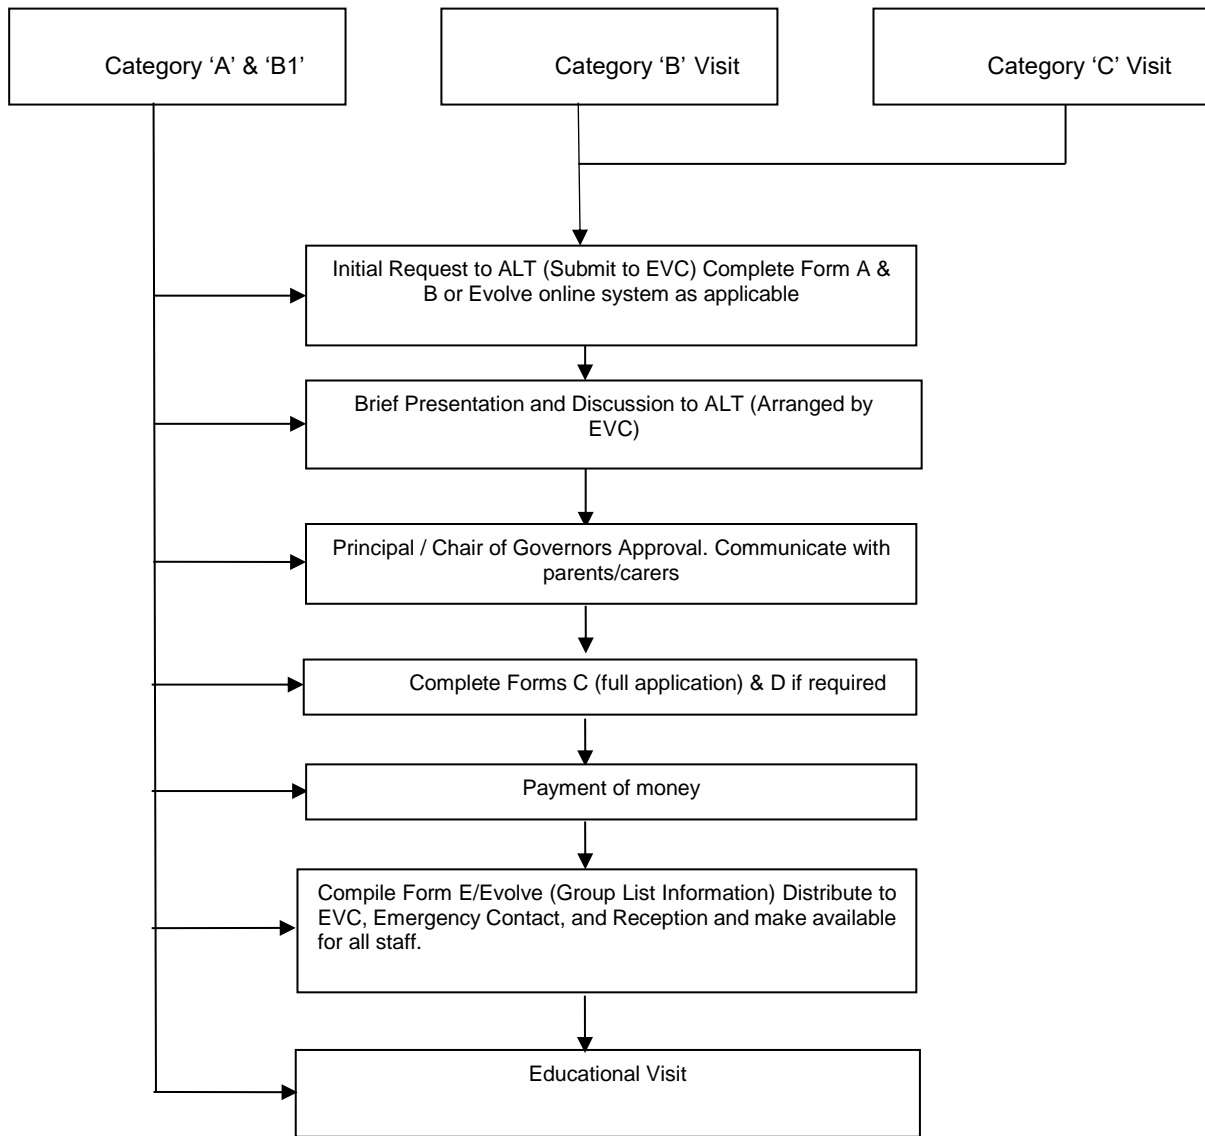 Category ‘A’ & ‘B1’
Category ‘B’ Visit
Category ‘C’ Visit
Initial Request to ALT (Submit to EVC) Complete Form A &
B or Evolve online system as applicable
Brief Presentation and Discussion to ALT (Arranged by
EVC)
Principal / Chair of Governors Approval. Communicate with
parents/carers
Complete Forms C (full application) & D if required
Payment of money
Compile Form E/Evolve (Group List Information) Distribute to
EVC, Emergency Contact, and Reception and make available
for all staff.
Educational Visit